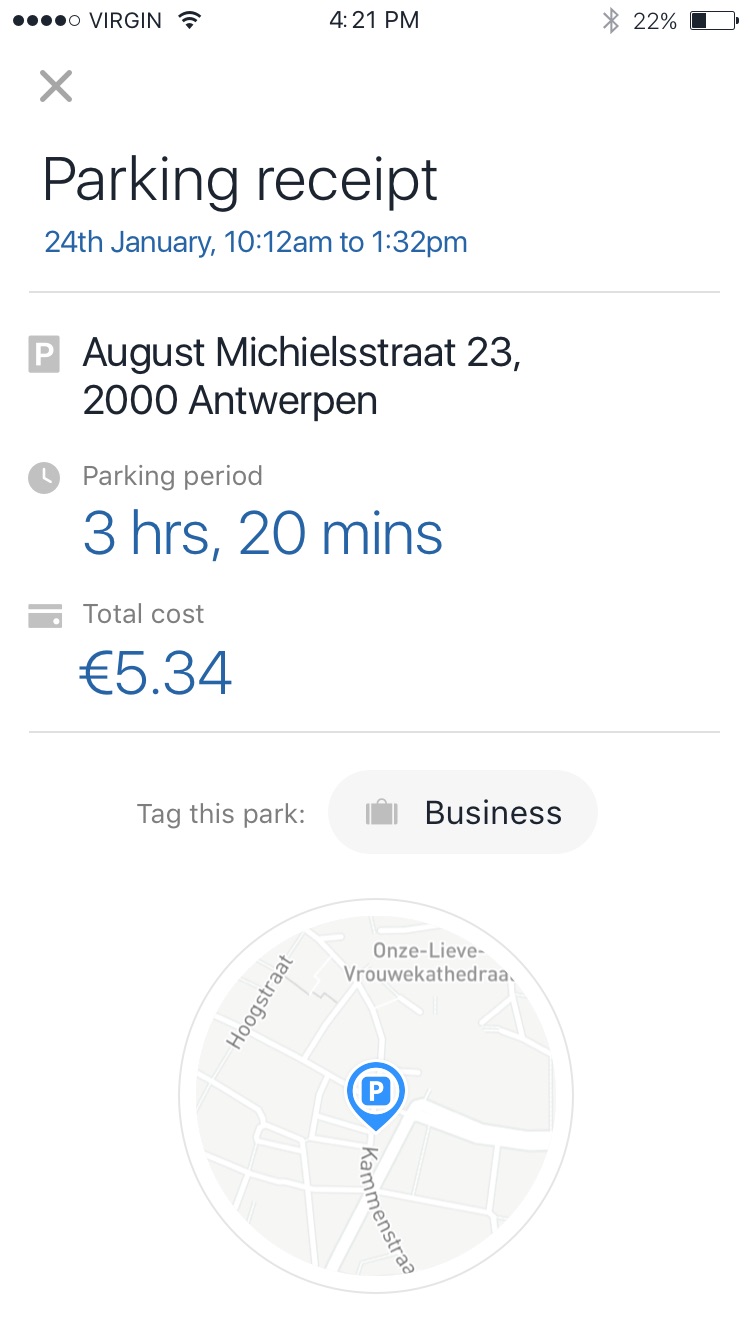 VIRGIN 4:21 PM 22%
Parking receipt
24th January, 10:12am to 1:32pm
P August Michielsstraat 23,
2000 Antwerpen
Parking period
3 hrs, 20 mins
Total cost
€5.34
Tag this park: Business
Onze-Lieve-
Vrouwekathedraa
Hoogstraat
P
Kammenstraa